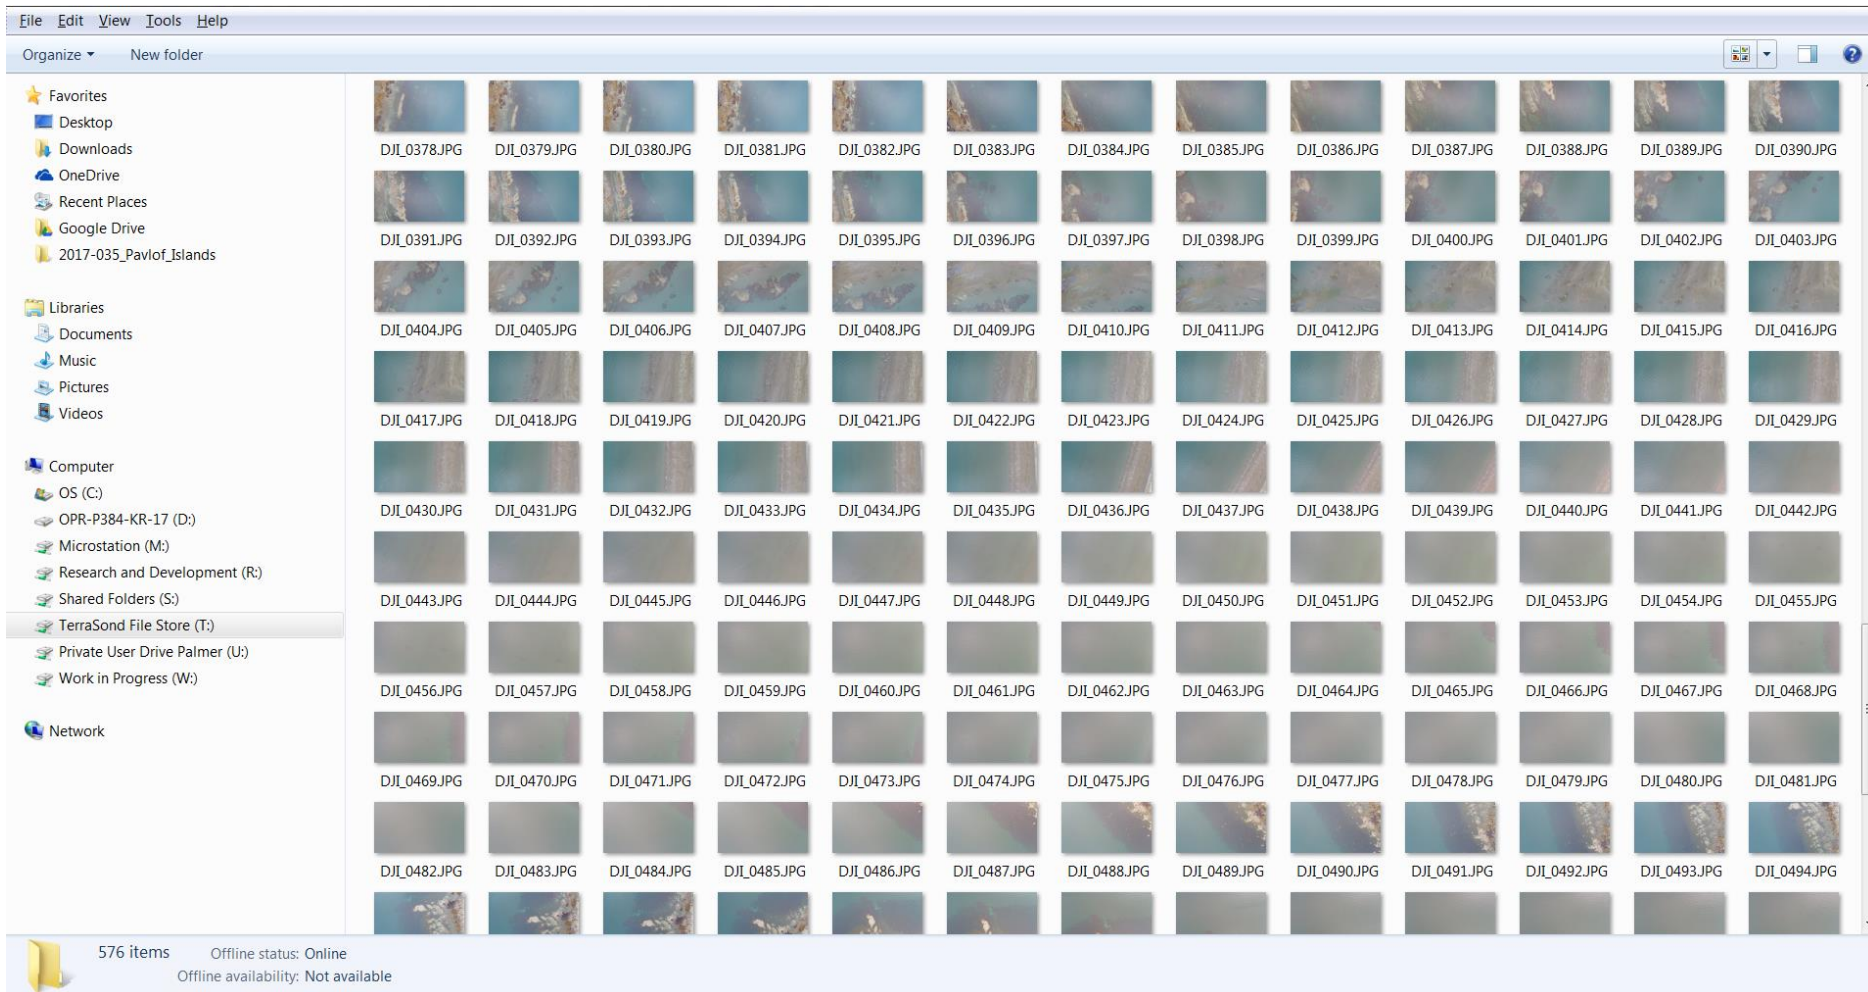 File Edit View Tools Help
Organize New folder
Favorites
Desktop
Downloads
OneDrive
Recent Places
Google Drive
2017-035_Pavlof_Islands
Libraries
Documents
Music
Pictures
Videos
Computer
OS (C:)
OPR-P384-KR-17 (D:)
Microstation (M:)
Research and Development (R:)
Shared Folders (S:)
TerraSond File Store (T:)
Private User Drive Palmer (U:)
Work in Progress (W:)
Network
DJI_0378.JPG DJI_0379.JPG DJI_0380.JPG DJI_0381.JPG DJI_0382.JPG DJI_0383.JPG DJI_0384.JPG DJI_0385.JPG DJI_0386.JPG DJI_0387.JPG DJI_0388.JPG DJI_0389.JPG DJI_0390.JPG
DJI_0391.JPG DJI_0392.JPG DJI_0393.JPG DJI_0394.JPG DJI_0395.JPG DJI_0396.JPG DJI_0397.JPG DJI_0398.JPG DJI_0399.JPG DJI_0400.JPG DJI_0401.JPG DJI_0402.JPG DJI_0403.JPG
DJI_0404.JPG DJI_0405.JPG DJI_0406.JPG DJI_0407.JPG DJI_0408.JPG DJI_0409.JPG DJI_0410.JPG DJI_0411.JPG DJI_0412.JPG DJI_0413.JPG DJI_0414.JPG DJI_0415.JPG DJI_0416.JPG
DJI_0417.JPG DJI_0418.JPG DJI_0419.JPG DJI_0420.JPG DJI_0421.JPG DJI_0422.JPG DJI_0423.JPG DJI_0424.JPG DJI_0425.JPG DJI_0426.JPG DJI_0427.JPG DJI_0428.JPG DJI_0429.JPG
DJI_0430.JPG DJI_0431.JPG DJI_0432.JPG DJI_0433.JPG DJI_0434.JPG DJI_0435.JPG DJI_0436.JPG DJI_0437.JPG DJI_0438.JPG DJI_0439.JPG DJI_0440.JPG DJI_0441.JPG DJI_0442.JPG
DJI_0443.JPG DJI_0444.JPG DJI_0445.JPG DJI_0446.JPG DJI_0447.JPG DJI_0448.JPG DJI_0449.JPG DJI_0450.JPG DJI_0451.JPG DJI_0452.JPG DJI_0453.JPG DJI_0454.JPG DJI_0455.JPG
DJI_0456.JPG DJI_0457.JPG DJI_0458.JPG DJI_0459.JPG DJI_0460.JPG DJI_0461.JPG DJI_0462.JPG DJI_0463.JPG DJI_0464.JPG DJI_0465.JPG DJI_0466.JPG DJI_0467.JPG DJI_0468.JPG
DJI_0469.JPG DJI_0470.JPG DJI_0471.JPG DJI_0472.JPG DJI_0473.JPG DJI_0474.JPG DJI_0475.JPG DJI_0476.JPG DJI_0477.JPG DJI_0478.JPG DJI_0479.JPG DJI_0480.JPG DJI_0481.JPG
DJI_0482.JPG DJI_0483.JPG DJI_0484.JPG DJI_0485.JPG DJI_0486.JPG DJI_0487.JPG DJI_0488.JPG DJI_0489.JPG DJI_0490.JPG DJI_0491.JPG DJI_0492.JPG DJI_0493.JPG DJI_0494.JPG
576 items Offline status: Online
Offline availability: Not available